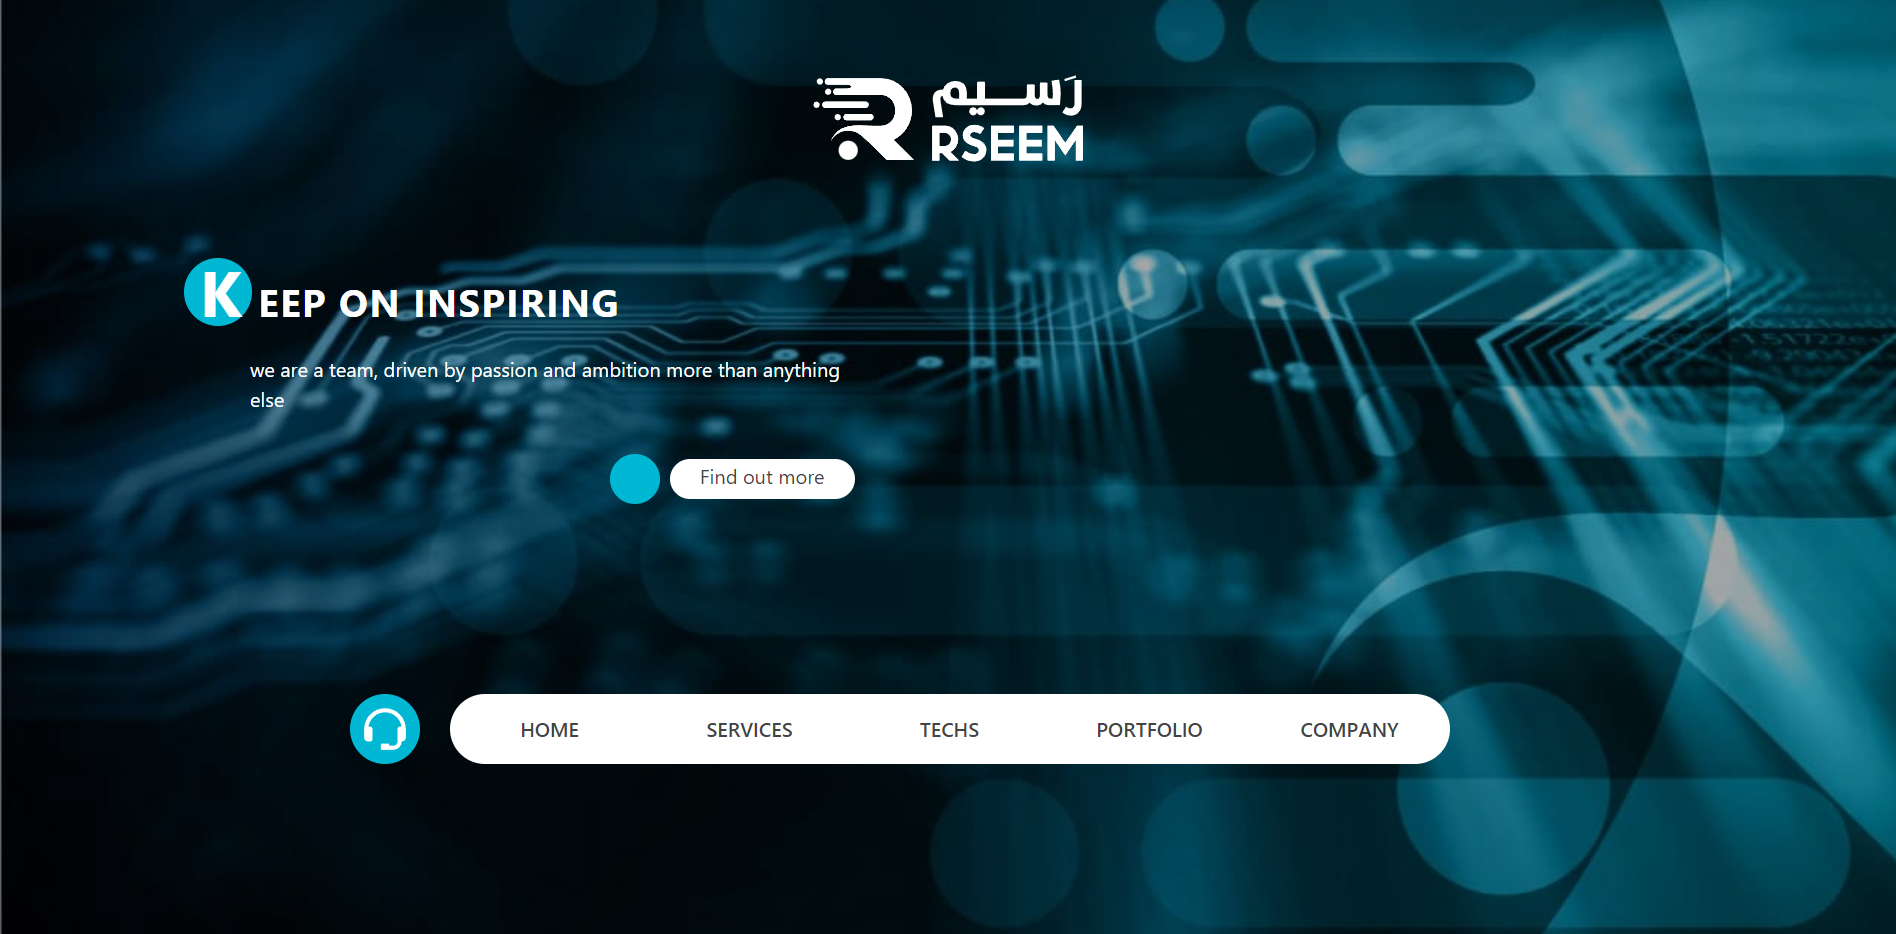 رَسيم
RSEEM
KEEP ON INSPIRING
we are a team, driven by passion and ambition more than anything
else
Find out more
HOME SERVICES TECHS PORTFOLIO COMPANY